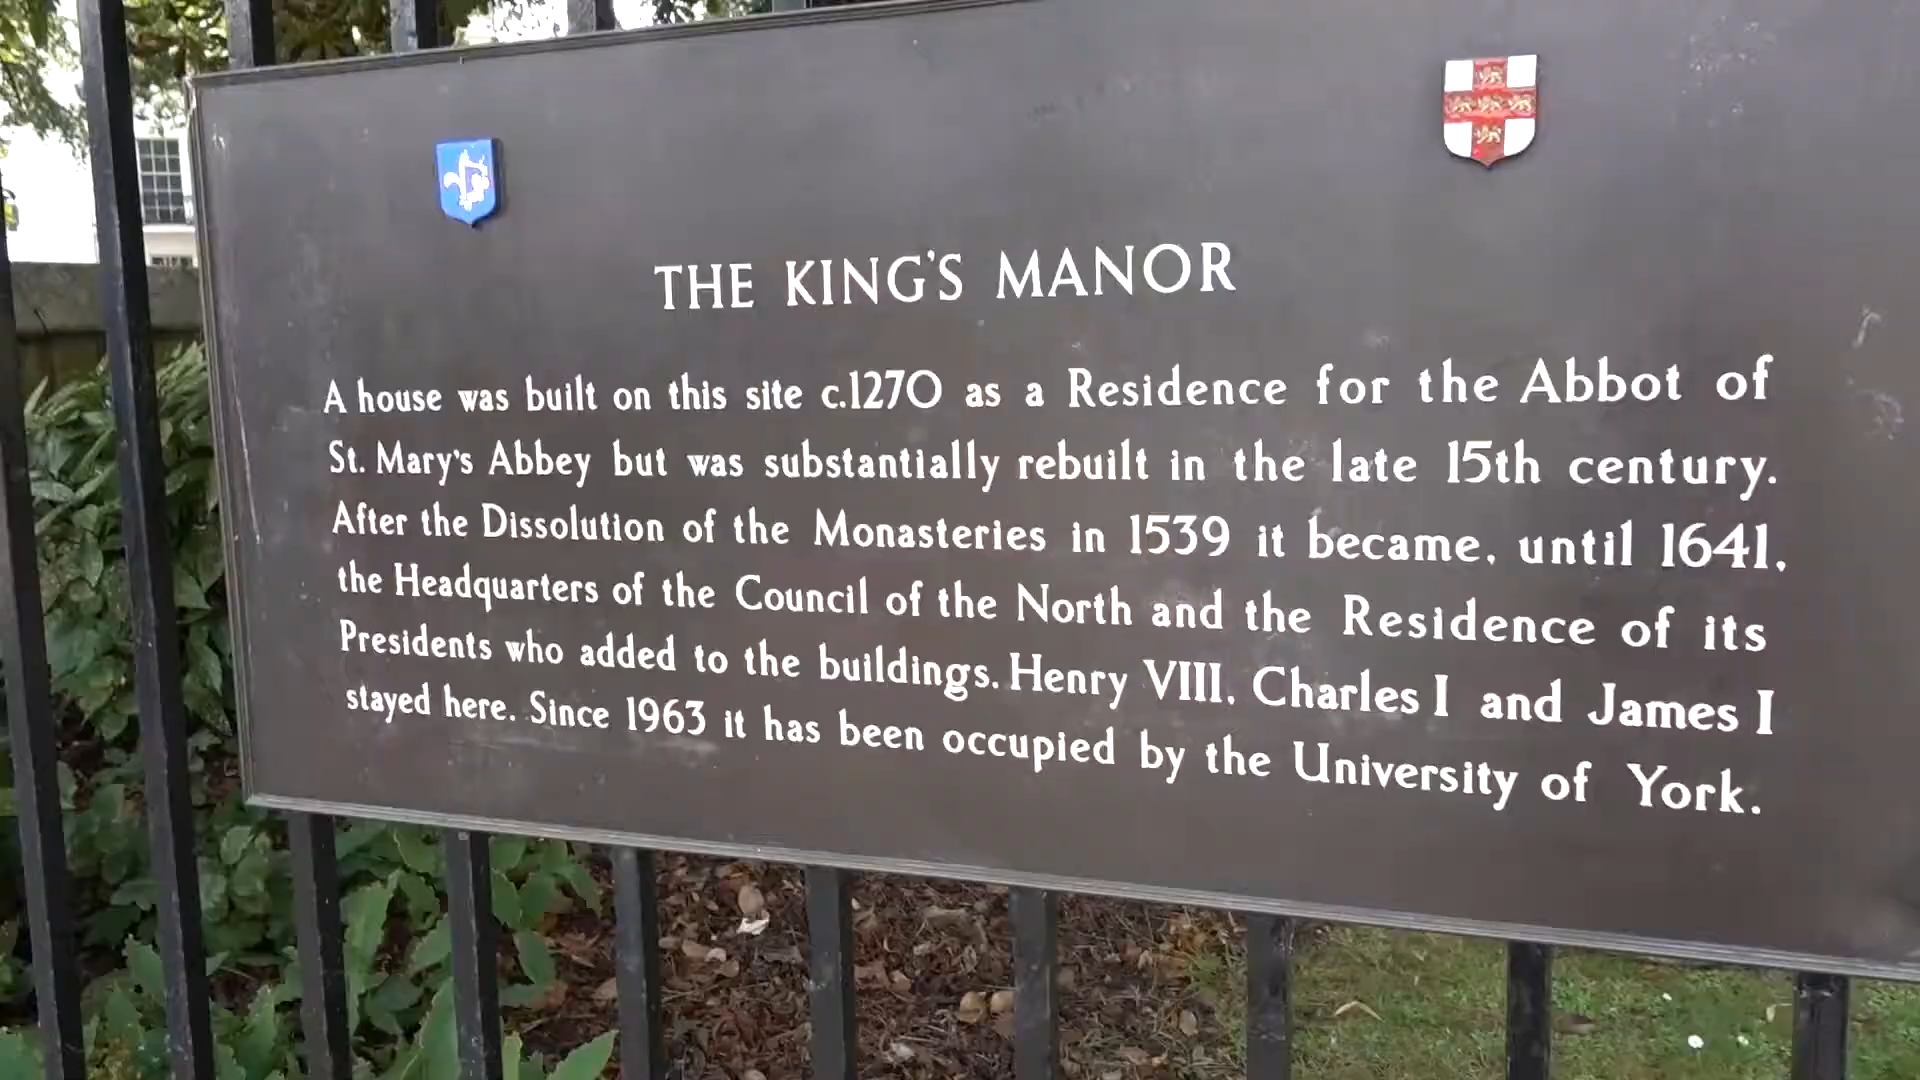 THE KING'S MANOR
A house was built on this site c.1270 as a Residence for the Abbot of
St. Mary's Abbey but was substantially rebuilt in the late 15th century.
After the Dissolution of the Monasteries in 1539 it became, until 1641,
the Headquarters of the Council of the North and the Residence of its
Presidents who added to the buildings. Henry VIII, Charles I and James I
stayed here. Since 1963 it has been occupied by the University of York.